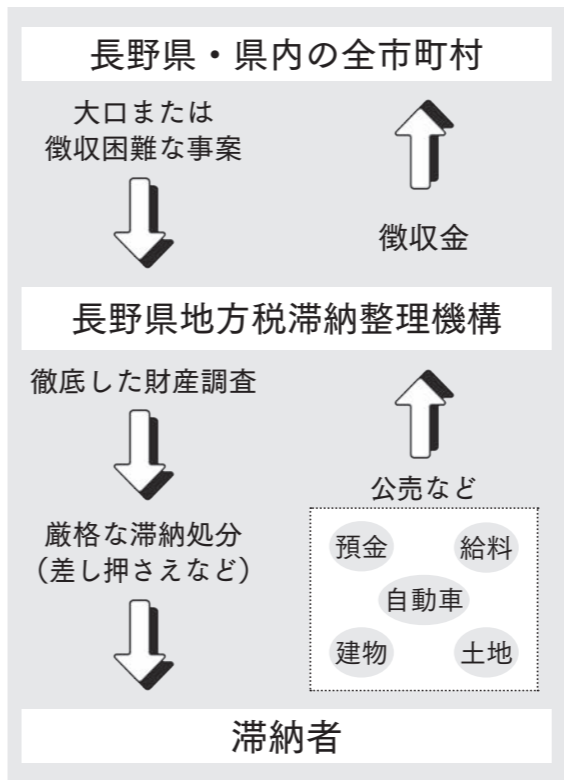 長野県・県内の全市町村
大口または
徴収困難な事案
徴収金
長野県地方税滞納整理機構
徹底した財産調査
厳格な滞納処分
（差し押さえなど）
公売など
預金
給料
自動車
建物
土地
滞納者